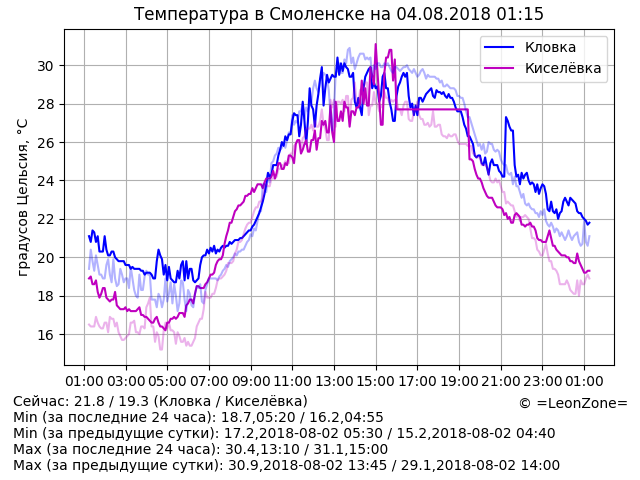 Температура в Смоленске на 04.08.2018 01:15
Кловка
Киселёвка
градусов Цельсия, °C
30
28
26
24
22
20
18
16
01:00 03:00 05:00 07:00 09:00 11:00 13:00 15:00 17:00 19:00 21:00 23:00 01:00
Сейчас: 21.8 / 19.3 (Кловка / Киселёвка)
© =LeonZone=
Min (за последние 24 часа): 18.7,05:20 / 16.2,04:55
Min (за предыдущие сутки): 17.2,2018-08-02 05:30 / 15.2,2018-08-02 04:40
Max (за последние 24 часа): 30.4,13:10 / 31.1,15:00
Max (за предыдущие сутки): 30.9,2018-08-02 13:45 / 29.1,2018-08-02 14:00